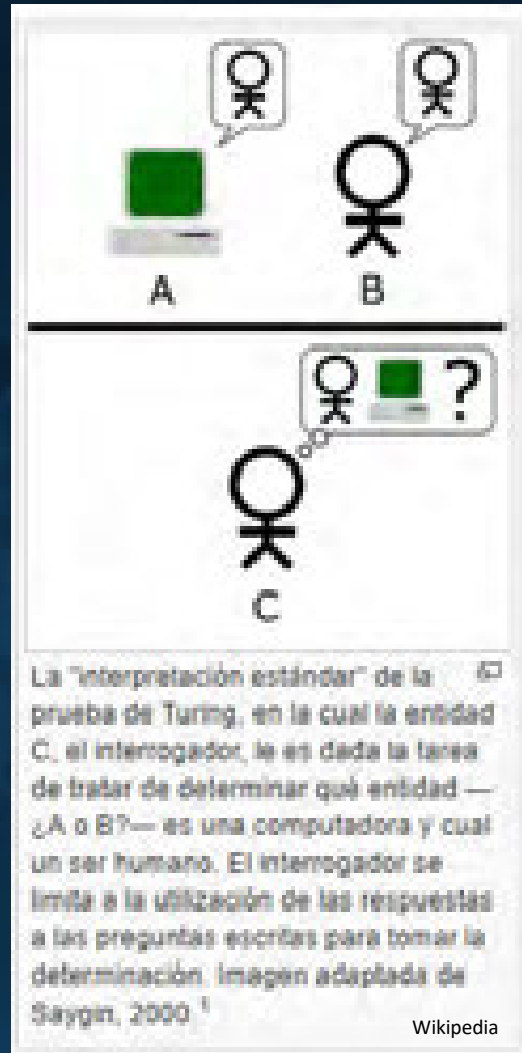 A B
?
C
La "interpretación estándar" de la
prueba de Turing, en la cual la entidad
C, el interrogador, le es dada la tarea
de tratar de determinar qué entidad —
¿A o B?— es una computadora y cual
un ser humano. El interrogador se
limita a la utilización de las respuestas
a las preguntas escritas para tomar la
determinación. Imagen adaptada de
Saygin, 2000.¹
Wikipedia